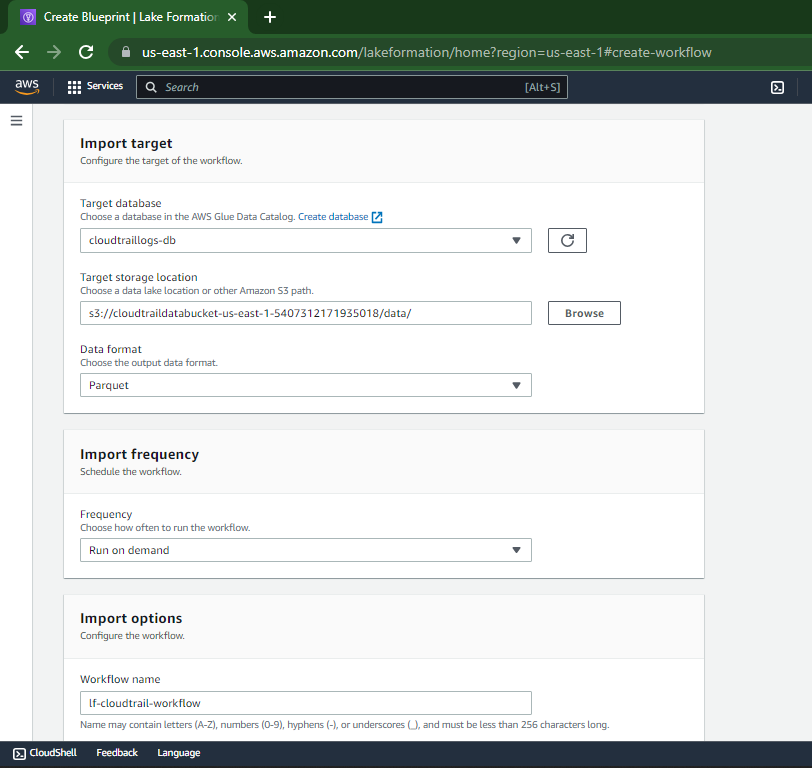 Create Blueprint | Lake Formation
us-east-1.console.aws.amazon.com/lakeformation/home?region=us-east-1#create-workflow
aws Services Search [Alt+S]
Import target
Configure the target of the workflow.
Target database
Choose a database in the AWS Glue Data Catalog. Create database
cloudtraillogs-db
Target storage location
Choose a data lake location or other Amazon S3 path.
s3://cloudtraildatabucket-us-east-1-5407312171935018/data/ Browse
Data format
Choose the output data format.
Parquet
Import frequency
Schedule the workflow.
Frequency
Choose how often to run the workflow.
Run on demand
Import options
Configure the workflow.
Workflow name
lf-cloudtrail-workflow
Name may contain letters (A-Z), numbers (0-9), hyphens (-), or underscores (_), and must be less than 256 characters long.
CloudShell Feedback Language